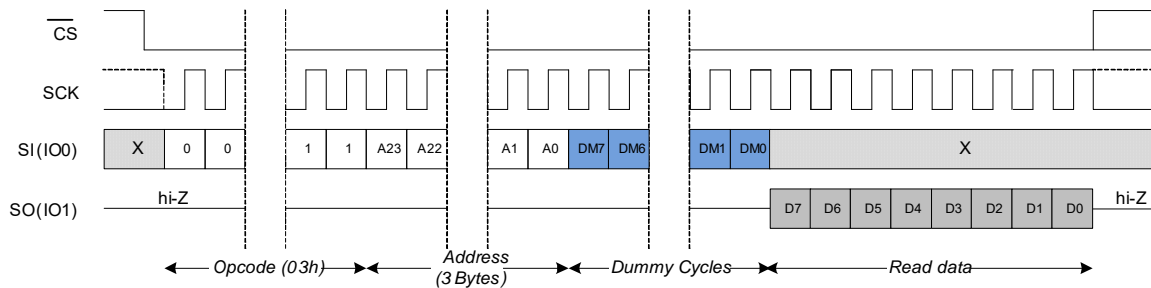 CS
SCK
SI(IO0) X 0 0 1 1 A23 A22 A1 A0 DM7 DM6 DM1 DM0 X
hi-Z hi-Z
SO(IO1) D7 D6 D5 D4 D3 D2 D1 D0
Opcode (03h) Address Dummy Cycles Read data
(3 Bytes)